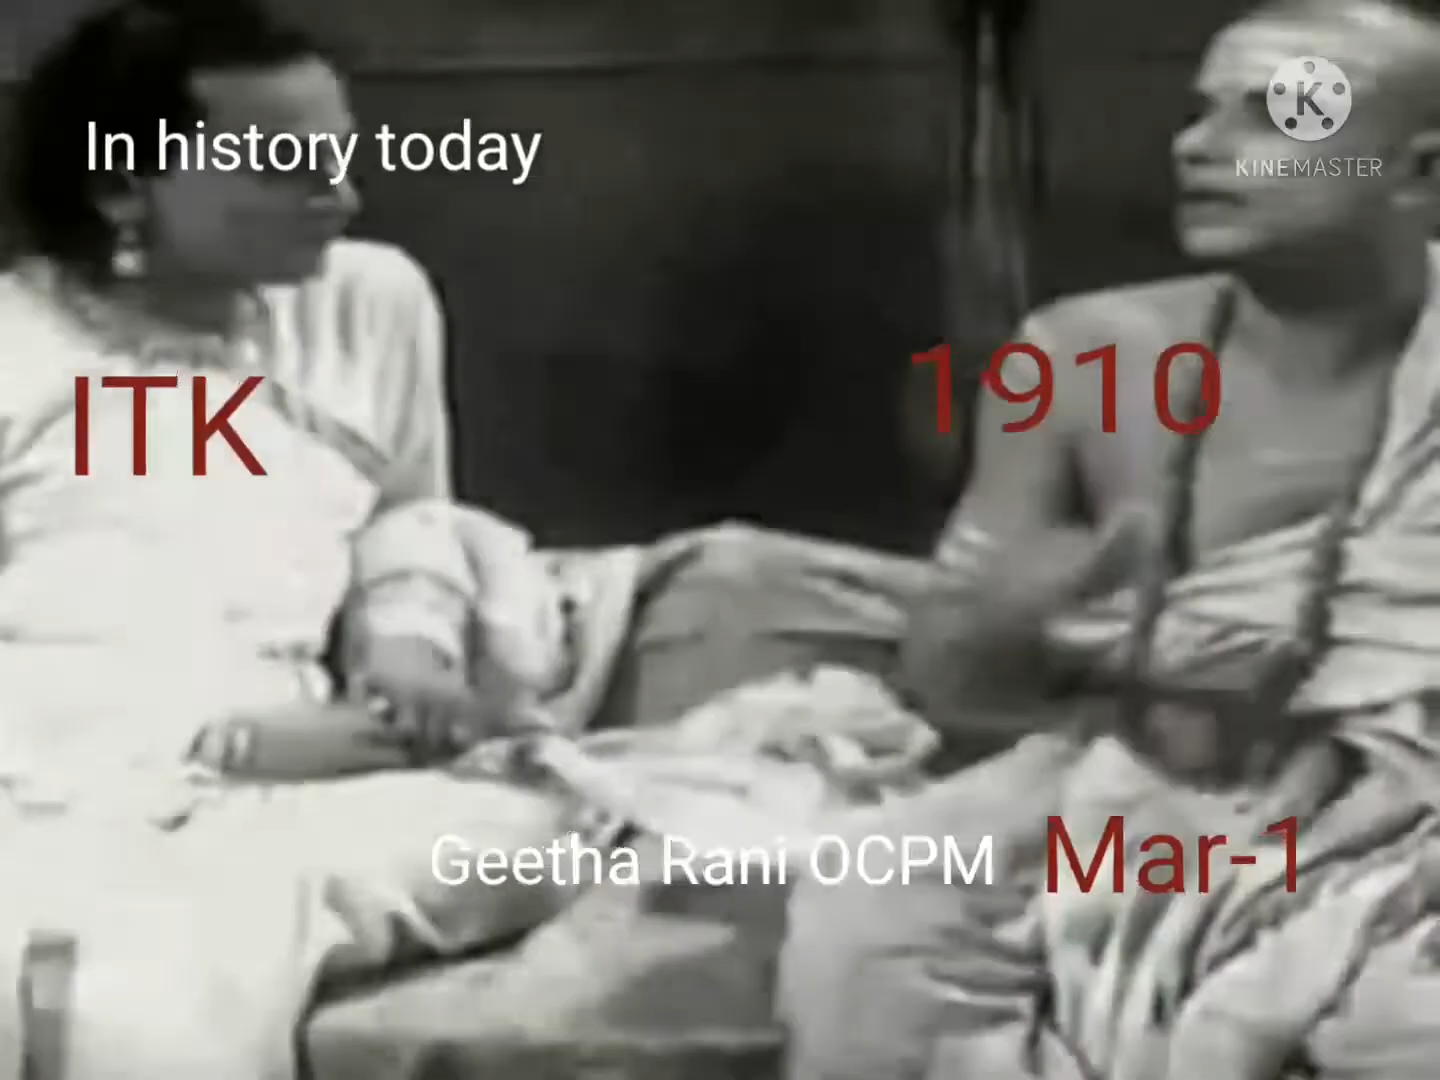 In history today
KINEMASTER
ITK
1910
Geetha Rani OCPM
Mar-1